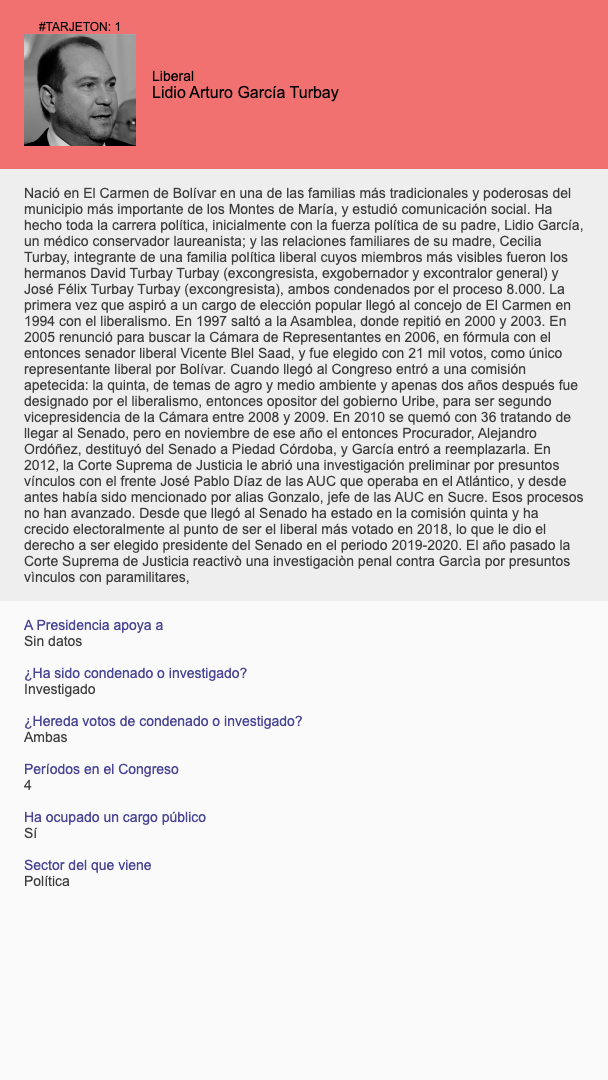 #TARJETON: 1
Liberal
Lidio Arturo García Turbay
Nació en El Carmen de Bolívar en una de las familias más tradicionales y poderosas del
municipio más importante de los Montes de María, y estudió comunicación social. Ha
hecho toda la carrera política, inicialmente con la fuerza política de su padre, Lidio García,
un médico conservador laureanista; y las relaciones familiares de su madre, Cecilia
Turbay, integrante de una familia política liberal cuyos miembros más visibles fueron los
hermanos David Turbay Turbay (excongresista, exgobernador y excontralor general) y
José Félix Turbay Turbay (excongresista), ambos condenados por el proceso 8.000. La
primera vez que aspiró a un cargo de elección popular llegó al concejo de El Carmen en
1994 con el liberalismo. En 1997 saltó a la Asamblea, donde repitió en 2000 y 2003. En
2005 renunció para buscar la Cámara de Representantes en 2006, en fórmula con el
entonces senador liberal Vicente Blel Saad, y fue elegido con 21 mil votos, como único
representante liberal por Bolívar. Cuando llegó al Congreso entró a una comisión
apetecida: la quinta, de temas de agro y medio ambiente y apenas dos años después fue
designado por el liberalismo, entonces opositor del gobierno Uribe, para ser segundo
vicepresidencia de la Cámara entre 2008 y 2009. En 2010 se quemó con 36 tratando de
llegar al Senado, pero en noviembre de ese año el entonces Procurador, Alejandro
Ordóñez, destituyó del Senado a Piedad Córdoba, y García entró a reemplazarla. En
2012, la Corte Suprema de Justicia le abrió una investigación preliminar por presuntos
vínculos con el frente José Pablo Díaz de las AUC que operaba en el Atlántico, y desde
antes había sido mencionado por alias Gonzalo, jefe de las AUC en Sucre. Esos procesos
no han avanzado. Desde que llegó al Senado ha estado en la comisión quinta y ha
crecido electoralmente al punto de ser el liberal más votado en 2018, lo que le dio el
derecho a ser elegido presidente del Senado en el periodo 2019-2020. El año pasado la
Corte Suprema de Justicia reactivò una investigaciòn penal contra Garcìa por presuntos
vìnculos con paramilitares,
A Presidencia apoya a
Sin datos
¿Ha sido condenado o investigado?
Investigado
¿Hereda votos de condenado o investigado?
Ambas
Períodos en el Congreso
4
Ha ocupado un cargo público
Sí
Sector del que viene
Política